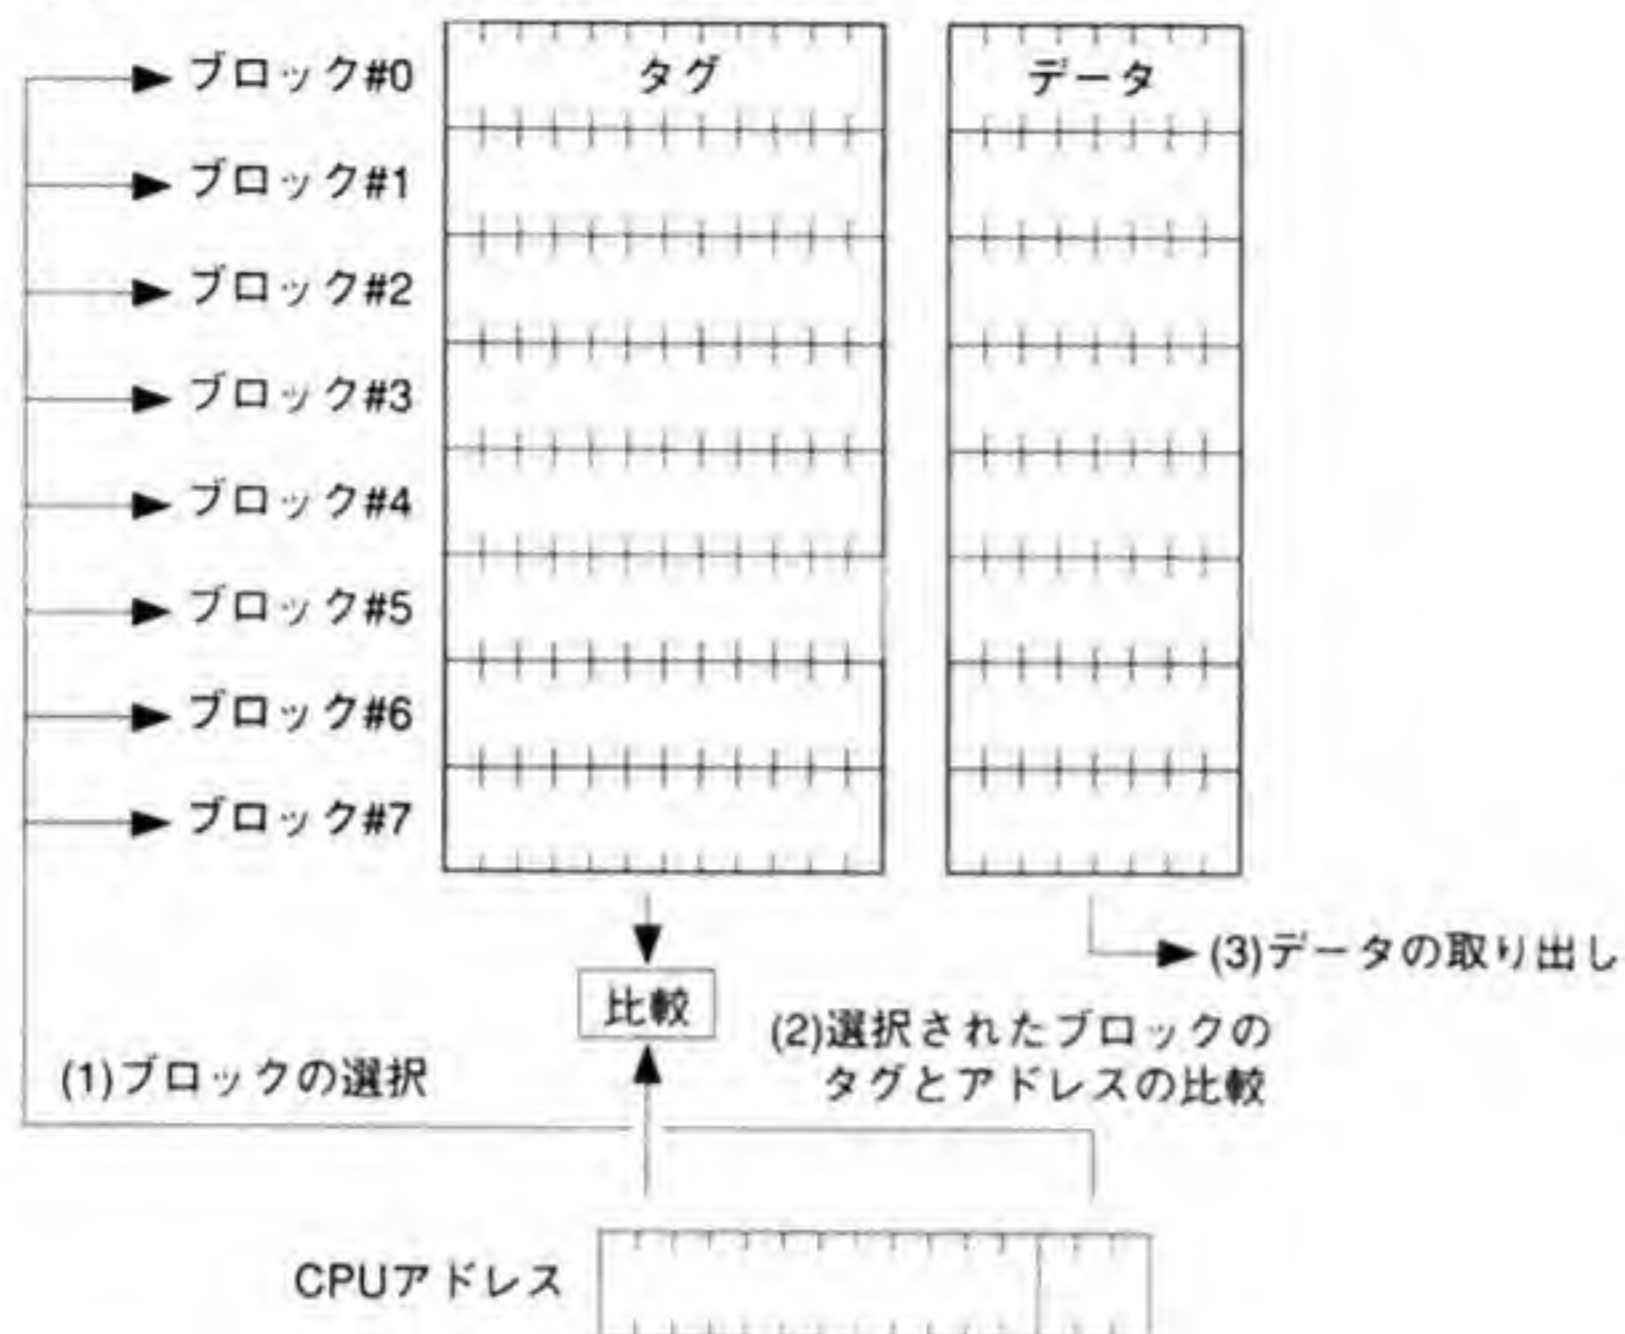 ブロック#0
タグ
データ
ブロック#1
ブロック#2
ブロック#3
ブロック#4
ブロック#5
ブロック#6
ブロック#7
(3)データの取り出し
比較
(2)選択されたブロックの
タグとアドレスの比較
(1)ブロックの選択
CPUアドレス